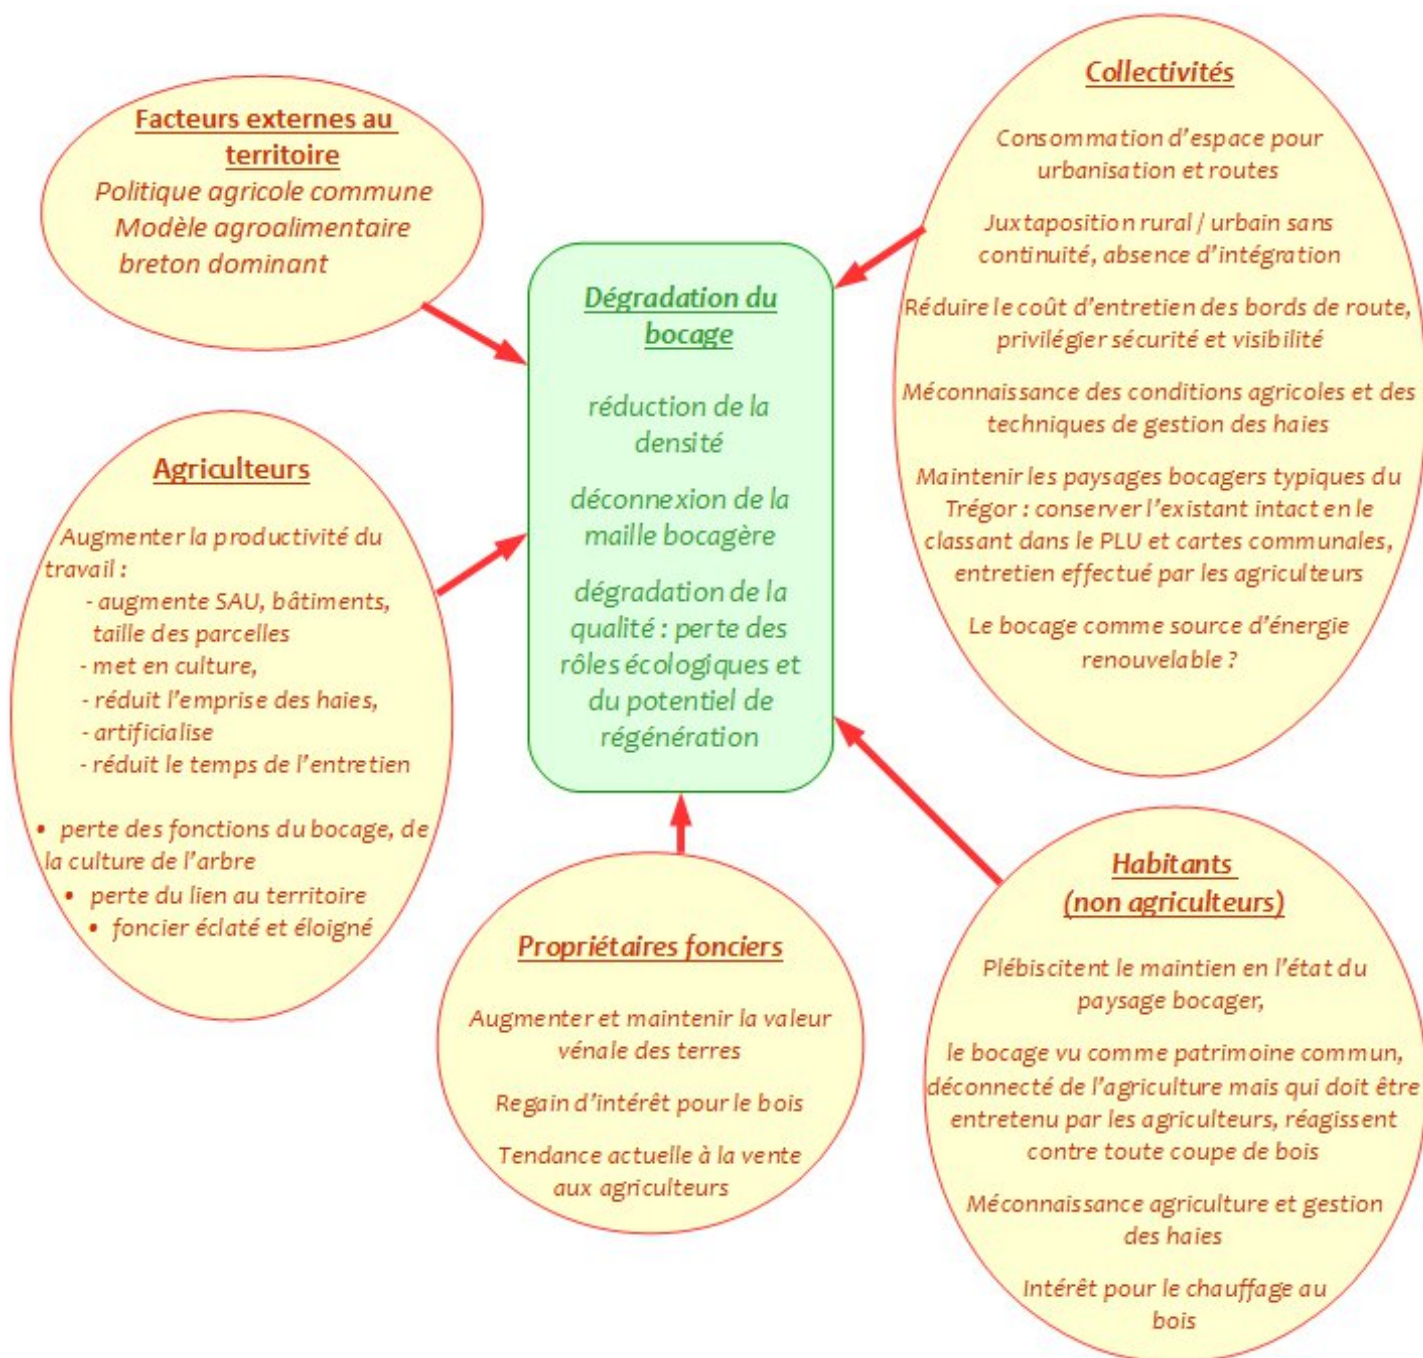 Facteurs externes au
territoire
Politique agricole commune
Modèle agroalimentaire
breton dominant
Collectivités
Consommation d'espace pour
urbanisation et routes
Juxtaposition rural / urbain sans
continuité, absence d'intégration
Réduire le coût d'entretien des bords de route,
privilégier sécurité et visibilité
Méconnaissance des conditions agricoles et des
techniques de gestion des haies
Maintenir les paysages bocagers typiques du
Trégor : conserver l'existant intact en le
classant dans le PLU et cartes communales,
entretien effectué par les agriculteurs
Le bocage comme source d'énergie
renouvelable ?
Dégradation du
bocage
réduction de la
densité
déconnexion de la
maille bocagère
dégradation de la
qualité : perte des
rôles écologiques et
du potentiel de
régénération
Agriculteurs
Augmenter la productivité du
travail :
- augmente SAU, bâtiments,
taille des parcelles
- met en culture,
- réduit l'emprise des haies,
- artificialise
- réduit le temps de l'entretien
• perte des fonctions du bocage, de
la culture de l'arbre
• perte du lien au territoire
• foncier éclaté et éloigné
Propriétaires fonciers
Augmenter et maintenir la valeur
vénale des terres
Regain d'intérêt pour le bois
Tendance actuelle à la vente
aux agriculteurs
Habitants
(non agriculteurs)
Plébiscitent le maintien en l'état du
paysage bocager,
le bocage vu comme patrimoine commun,
déconnecté de l'agriculture mais qui doit être
entretenu par les agriculteurs, réagissent
contre toute coupe de bois
Méconnaissance agriculture et gestion
des haies
Intérêt pour le chauffage au
bois